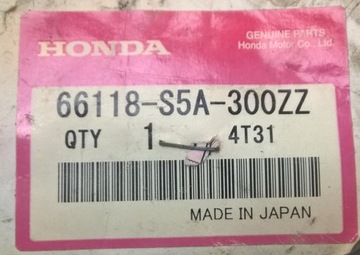 HONDA
GENUINE PARTS
Honda Motor Co., Ltd.
66118-S5A-300ZZ
QTY 1 4T31
MADE IN JAPAN